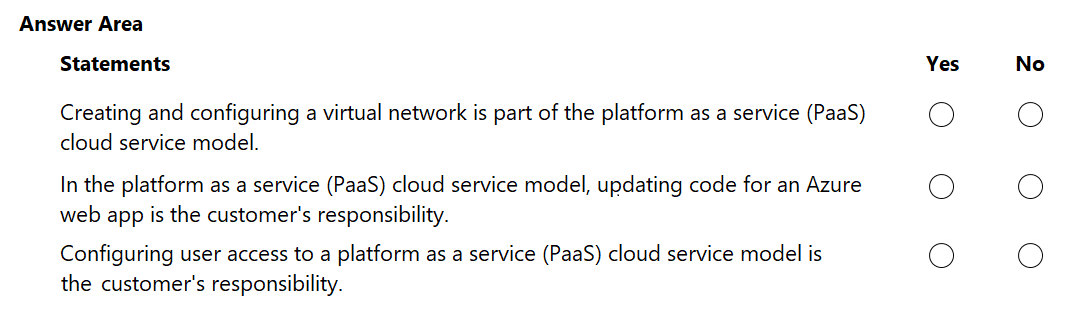 Answer Area
Statements Yes No
Creating and configuring a virtual network is part of the platform as a service (PaaS)
cloud service model.
In the platform as a service (PaaS) cloud service model, updating code for an Azure
web app is the customer's responsibility.
Configuring user access to a platform as a service (PaaS) cloud service model is
the customer's responsibility.